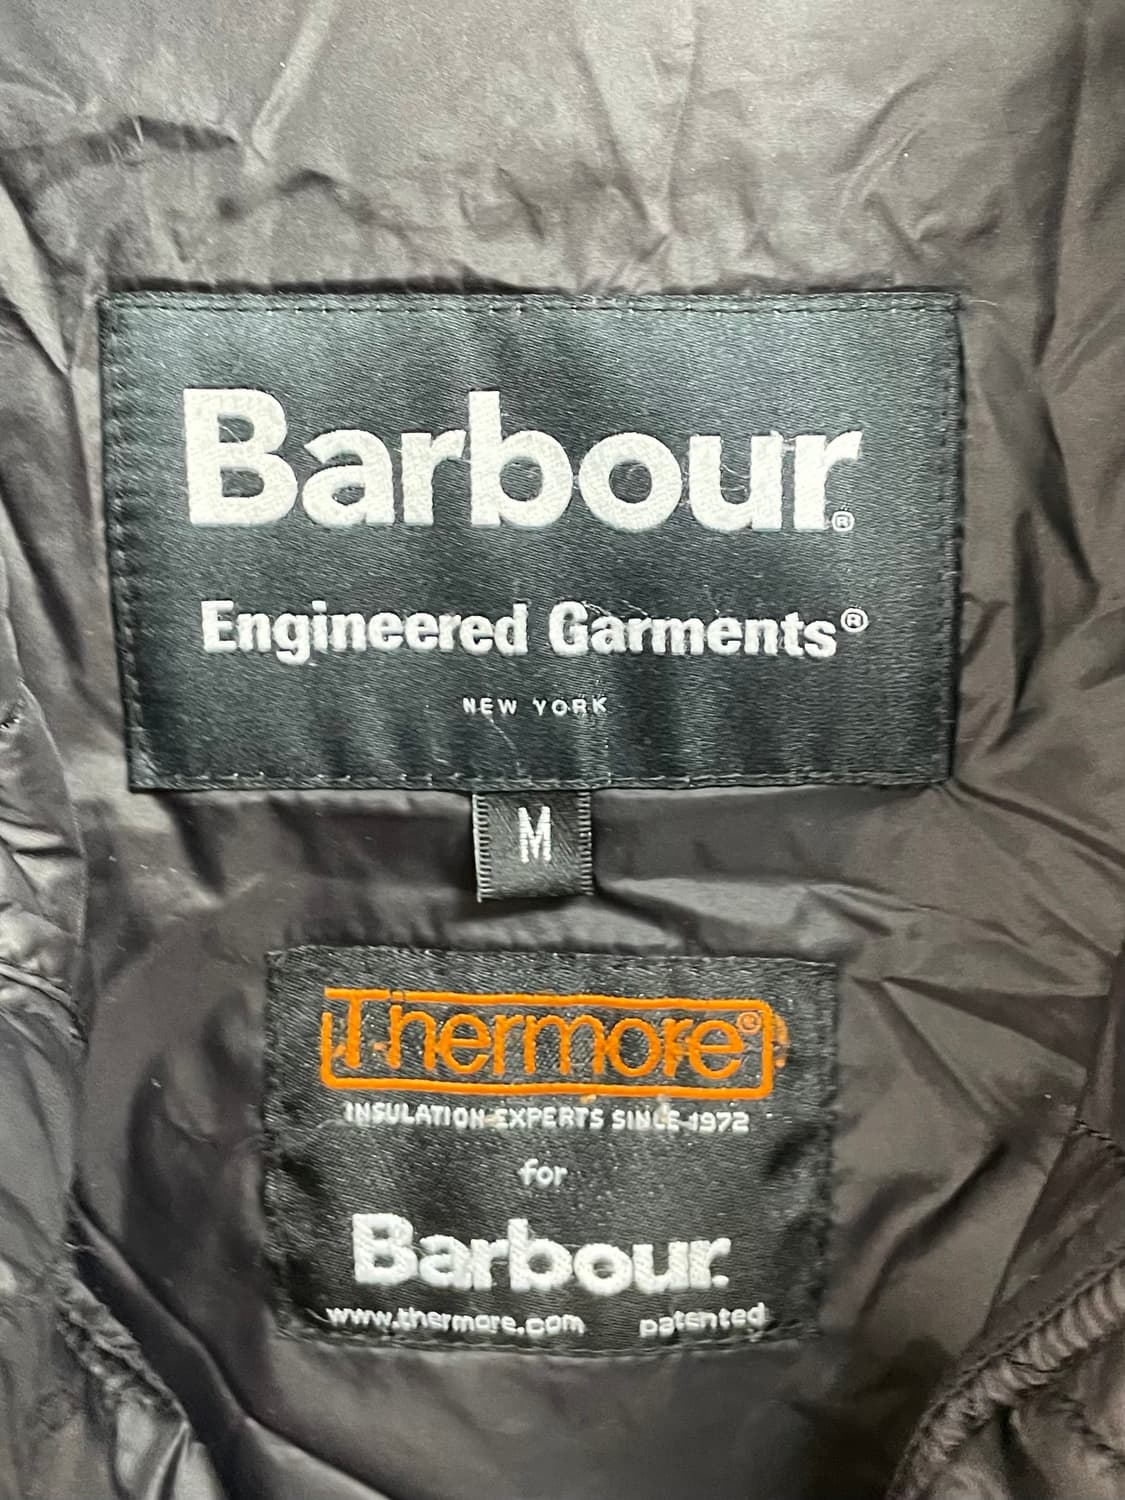 Barbour®
Engineered Garments®
NEW YORK
M
Thermore®
INSULATION EXPERTS SINCE 1972
for
Barbour.
www.thermore.com patented